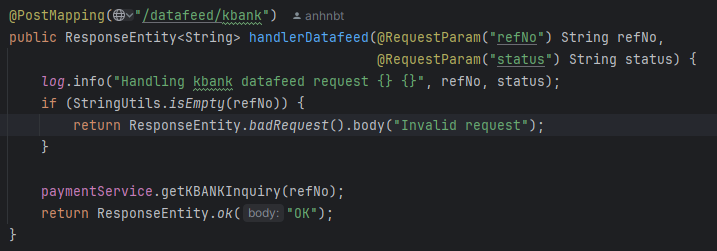 @PostMapping("/datafeed/kbank") anhnbt
public ResponseEntity<String> handlerDatafeed(@RequestParam("refNo") String refNo,
@RequestParam("status") String status) {
log.info("Handling kbank datafeed request {} {}", refNo, status);
if (StringUtils.isEmpty(refNo)) {
return ResponseEntity.badRequest().body("Invalid request");
}
paymentService.getKBANKInquiry(refNo);
return ResponseEntity.ok( body: "OK");
}